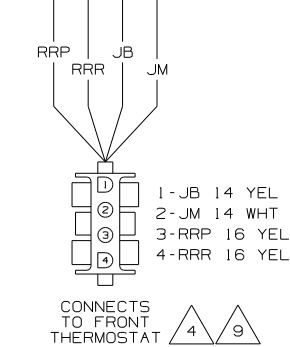 RRP
RRR
JB
JM
1
2
3
4
1-JB 14 YEL
2-JM 14 WHT
3-RRP 16 YEL
4-RRR 16 YEL
CONNECTS
TO FRONT
THERMOSTAT
4
9